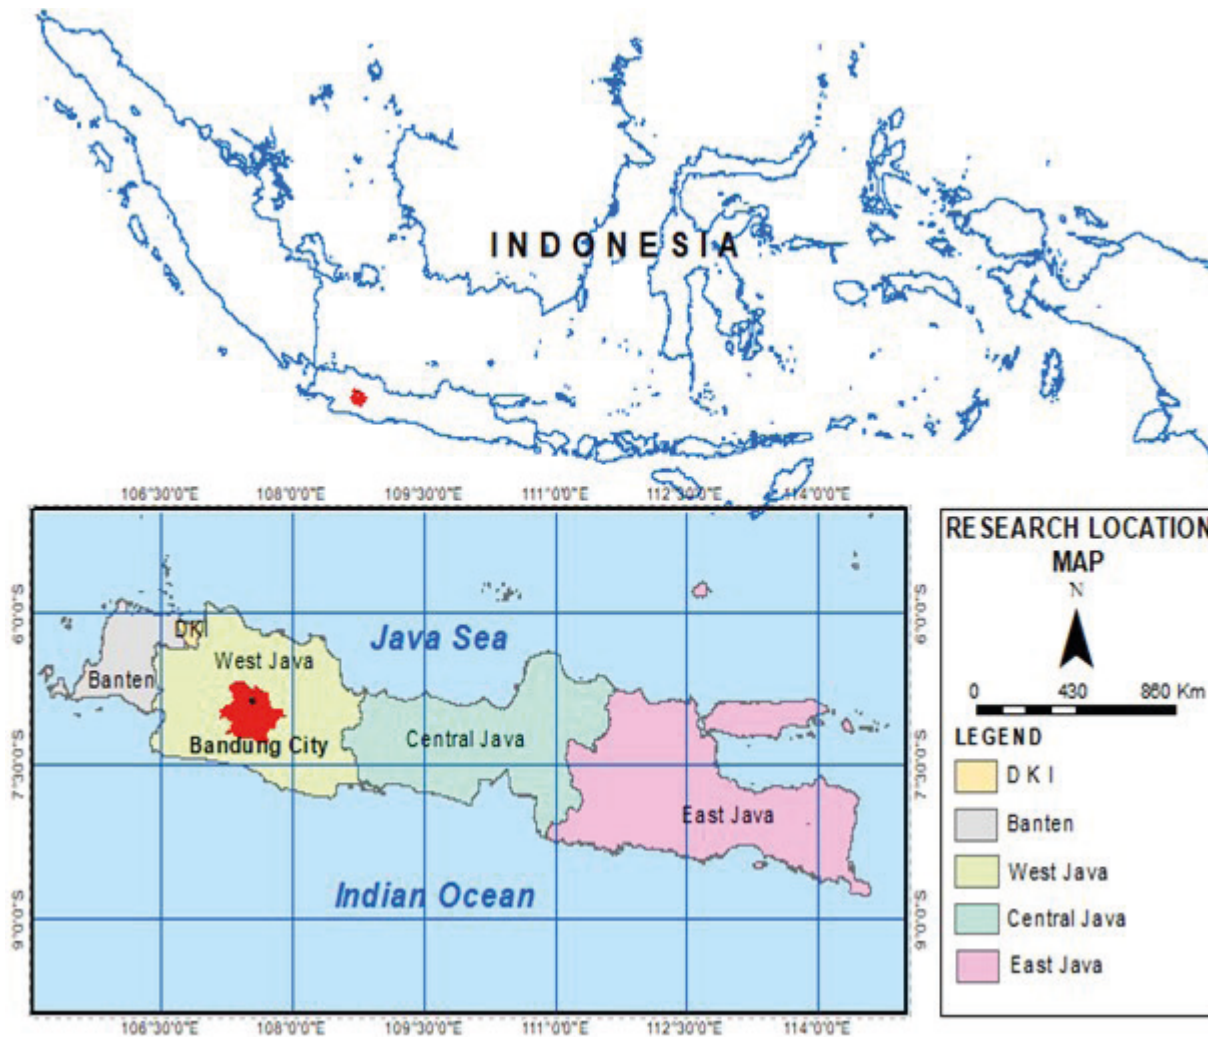 INDONESIA
106°30'0"E 108°0'0"E 109°30'0"E 111°0'0"E 112°30'0"E 114°0'0"E
6°0'0"S
7°30'0"S
9°0'0"S
Java Sea
DKI
West Java
Banten
Bandung City
Central Java
East Java
Indian Ocean
6°0'0"S
7°30'0"S
9°0'0"S
106°30'0"E 108°0'0"E 109°30'0"E 111°0'0"E 112°30'0"E 114°0'0"E
RESEARCH LOCATION
MAP
N
0 430 860 Km
LEGEND
D K I
Banten
West Java
Central Java
East Java